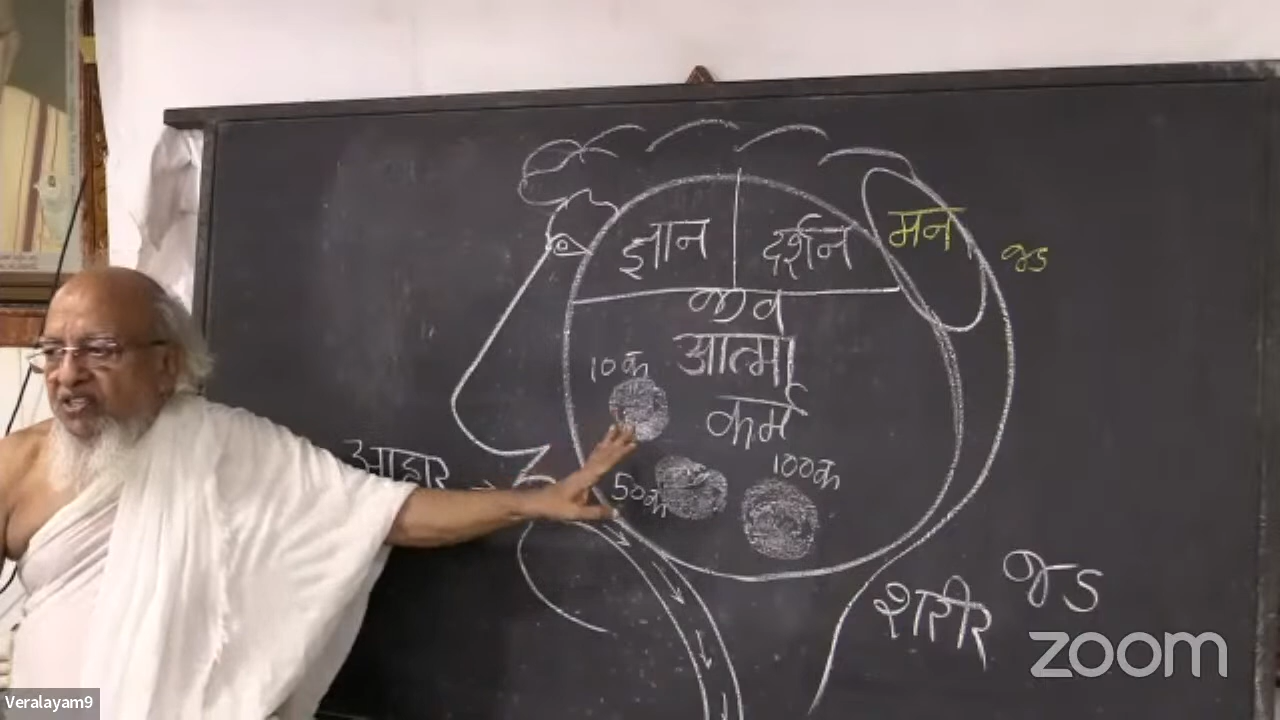 ज्ञान
दर्शन
मन
जड
जीव
आत्मा
10क
कर्म
आहार
50क
100क
शरीर
जड
zoom
Veralayam9